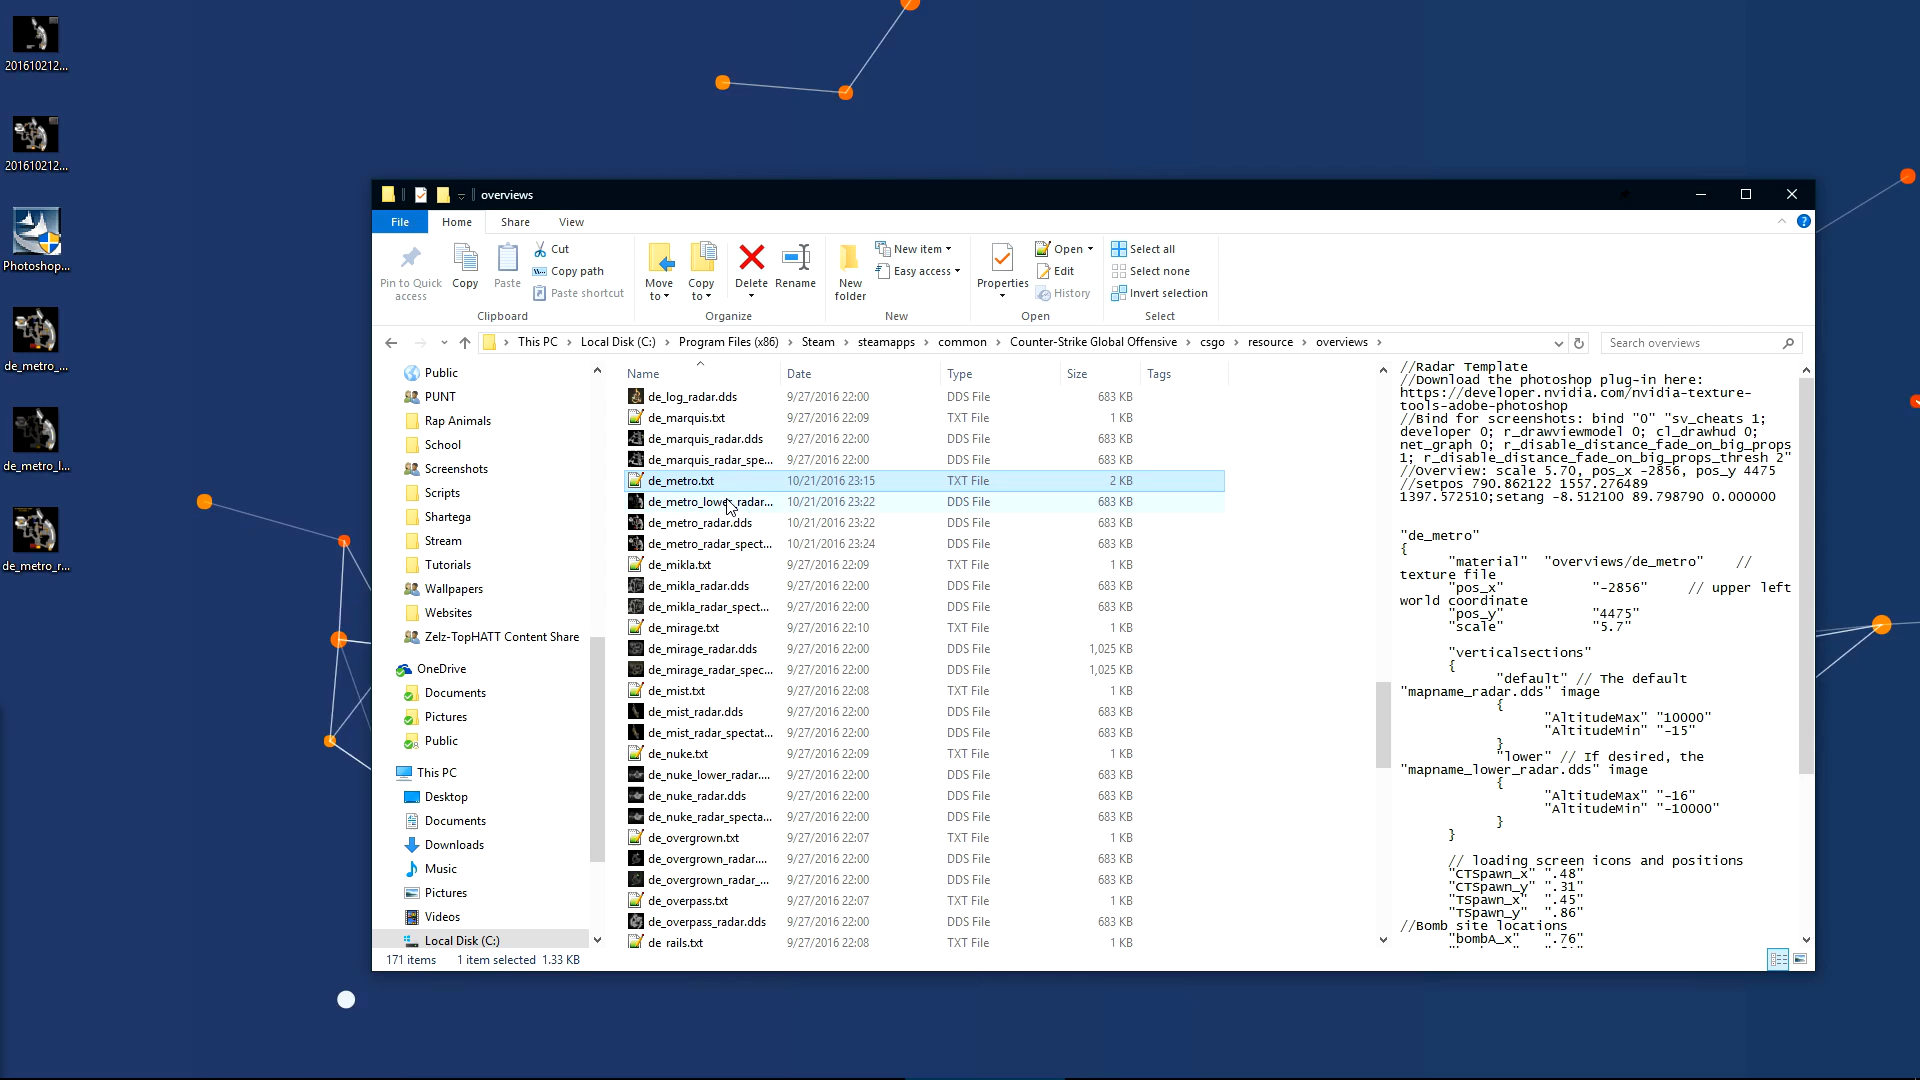 201610212...
201610212...
Photoshop...
de_metro_...
de_metro_l...
de_metro_r...
overviews
File Home Share View
Pin to Quick access
Copy
Paste
Cut
Copy path
Paste shortcut
Clipboard
Move to
Copy to
Delete
Rename
Organize
New folder
New item
Easy access
New
Properties
Open
Edit
History
Open
Select all
Select none
Invert selection
Select
This PC Local Disk (C:) Program Files (x86) Steam steamapps common Counter-Strike Global Offensive csgo resource overviews
Search overviews
Public
PUNT
Rap Animals
School
Screenshots
Scripts
Shartega
Stream
Tutorials
Wallpapers
Websites
Zelz-TopHATT Content Share
OneDrive
Documents
Pictures
Public
This PC
Desktop
Documents
Downloads
Music
Pictures
Videos
Local Disk (C:)
Name Date Type Size Tags
de_log_radar.dds 9/27/2016 22:00 DDS File 683 KB
de_marquis.txt 9/27/2016 22:09 TXT File 1 KB
de_marquis_radar.dds 9/27/2016 22:00 DDS File 683 KB
de_marquis_radar_spe... 9/27/2016 22:00 DDS File 683 KB
de_metro.txt 10/21/2016 23:15 TXT File 2 KB
de_metro_lower_radar... 10/21/2016 23:22 DDS File 683 KB
de_metro_radar.dds 10/21/2016 23:22 DDS File 683 KB
de_metro_radar_spect... 10/21/2016 23:24 DDS File 683 KB
de_mikla.txt 9/27/2016 22:09 TXT File 1 KB
de_mikla_radar.dds 9/27/2016 22:00 DDS File 683 KB
de_mikla_radar_spect... 9/27/2016 22:00 DDS File 683 KB
de_mirage.txt 9/27/2016 22:10 TXT File 1 KB
de_mirage_radar.dds 9/27/2016 22:00 DDS File 1,025 KB
de_mirage_radar_spec... 9/27/2016 22:00 DDS File 1,025 KB
de_mist.txt 9/27/2016 22:08 TXT File 1 KB
de_mist_radar.dds 9/27/2016 22:00 DDS File 683 KB
de_mist_radar_spectat... 9/27/2016 22:00 DDS File 683 KB
de_nuke.txt 9/27/2016 22:09 TXT File 1 KB
de_nuke_lower_radar.... 9/27/2016 22:00 DDS File 683 KB
de_nuke_radar.dds 9/27/2016 22:00 DDS File 683 KB
de_nuke_radar_specta... 9/27/2016 22:00 DDS File 683 KB
de_overgrown.txt 9/27/2016 22:07 TXT File 1 KB
de_overgrown_radar.... 9/27/2016 22:00 DDS File 683 KB
de_overgrown_radar_... 9/27/2016 22:00 DDS File 683 KB
de_overpass.txt 9/27/2016 22:07 TXT File 1 KB
de_overpass_radar.dds 9/27/2016 22:00 DDS File 683 KB
de_rails.txt 9/27/2016 22:08 TXT File 1 KB
//Radar Template
//Download the photoshop plug-in here:
https://developer.nvidia.com/nvidia-texture-
tools-adobe-photoshop
//Bind for screenshots: bind "0" "sv_cheats 1;
developer 0; r_drawviewmodel 0; cl_drawhud 0;
net_graph 0; r_disable_distance_fade_on_big_props
1; r_disable_distance_fade_on_big_props_thresh 2"
//Overview: scale 5.70, pos_x -2856, pos_y 4475
//setpos 790.862122 1557.276489
1397.572510;setang -8.512100 89.798790 0.000000
"de_metro"
{
"material" "overviews/de_metro" //
texture file
"pos_x" "-2856" // upper left
world coordinate
"pos_y" "4475"
"scale" "5.7"
"verticalsections"
{
"default" // The default
"mapname_radar.dds" image
{
"AltitudeMax" "10000"
"AltitudeMin" "-15"
}
"lower" // If desired, the
"mapname_lower_radar.dds" image
{
"AltitudeMax" "-16"
"AltitudeMin" "-10000"
}
}
// loading screen icons and positions
"CTSpawn_x" ".48"
"CTSpawn_y" ".31"
"TSpawn_x" ".45"
"TSpawn_y" ".86"
//Bomb site locations
"bombA_x" ".76"
171 items 1 item selected 1.33 KB